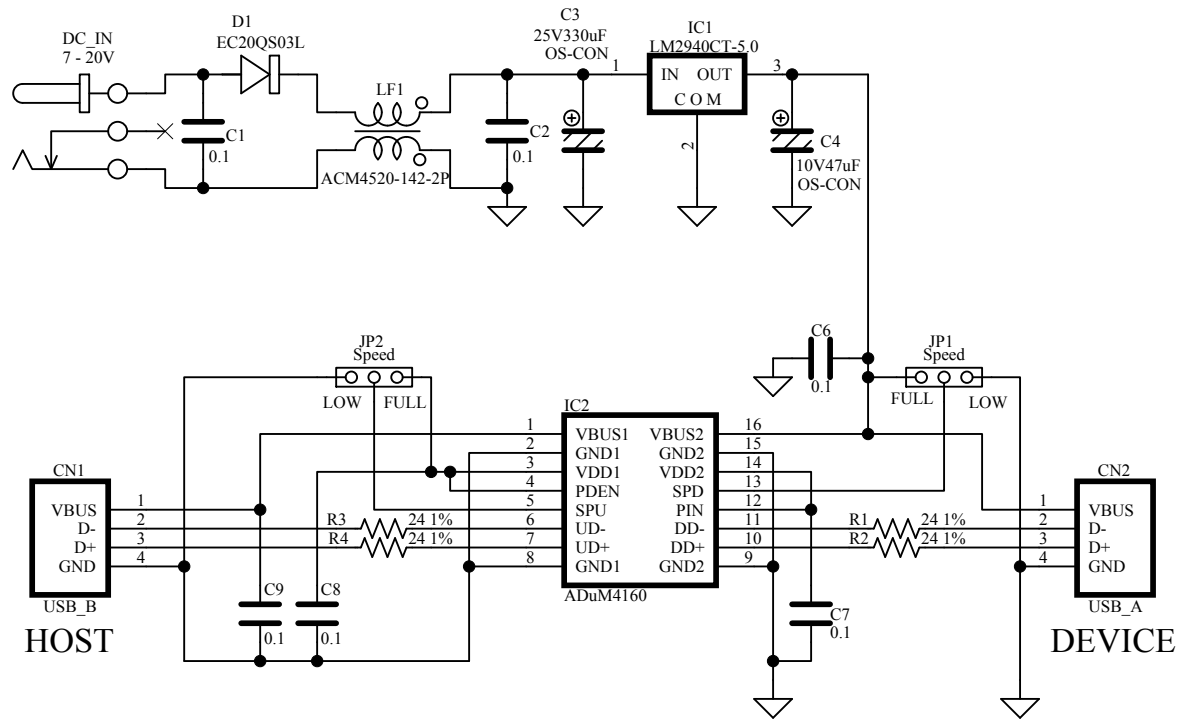 DC_IN
7 - 20V
D1
EC20QS03L
C1
0.1
LF1
ACM4520-142-2P
C2
0.1
C3
25V330uF
OS-CON
1
IC1
LM2940CT-5.0
IN OUT
C O M
2
3
C4
10V47uF
OS-CON
C6
0.1
JP2
Speed
LOW
FULL
JP1
Speed
FULL
LOW
IC2
1 VBUS1
2 GND1
3 VDD1
4 PDEN
5 SPU
6 UD-
7 UD+
8 GND1
VBUS2 16
GND2 15
VDD2 14
SPD 13
PIN 12
DD- 11
DD+ 10
GND2 9
ADuM4160
CN1
VBUS 1
D- 2
D+ 3
GND 4
USB_B
HOST
R3 24 1%
R4 24 1%
C9
0.1
C8
0.1
R1 24 1%
R2 24 1%
C7
0.1
CN2
1 VBUS
2 D-
3 D+
4 GND
USB_A
DEVICE